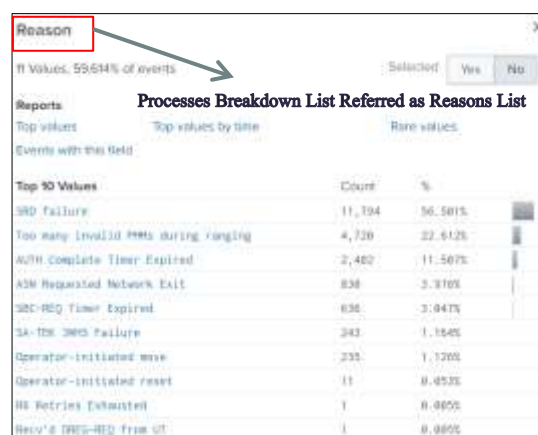 Reason
X
11 Values, 59.614% of events
Selected Yes No
Processes Breakdown List Referred as Reasons List
Reports
Top values Top values by time Rare values
Events with this field
Top 10 Values Count %
SRD failure 11,794 56.501%
Too many invalid PMMs during ranging 4,720 22.612%
AUTH Complete Timer Expired 2,402 11.507%
ASN Requested Network Exit 830 3.976%
SBC-REQ Timer Expired 636 3.047%
SA-TEK 3WHS Failure 243 1.164%
Operator-initiated move 235 1.126%
Operator-initiated reset 11 0.053%
Retries Exhausted 1 0.005%
Recv'd DREG-REQ from UT 1 0.005%